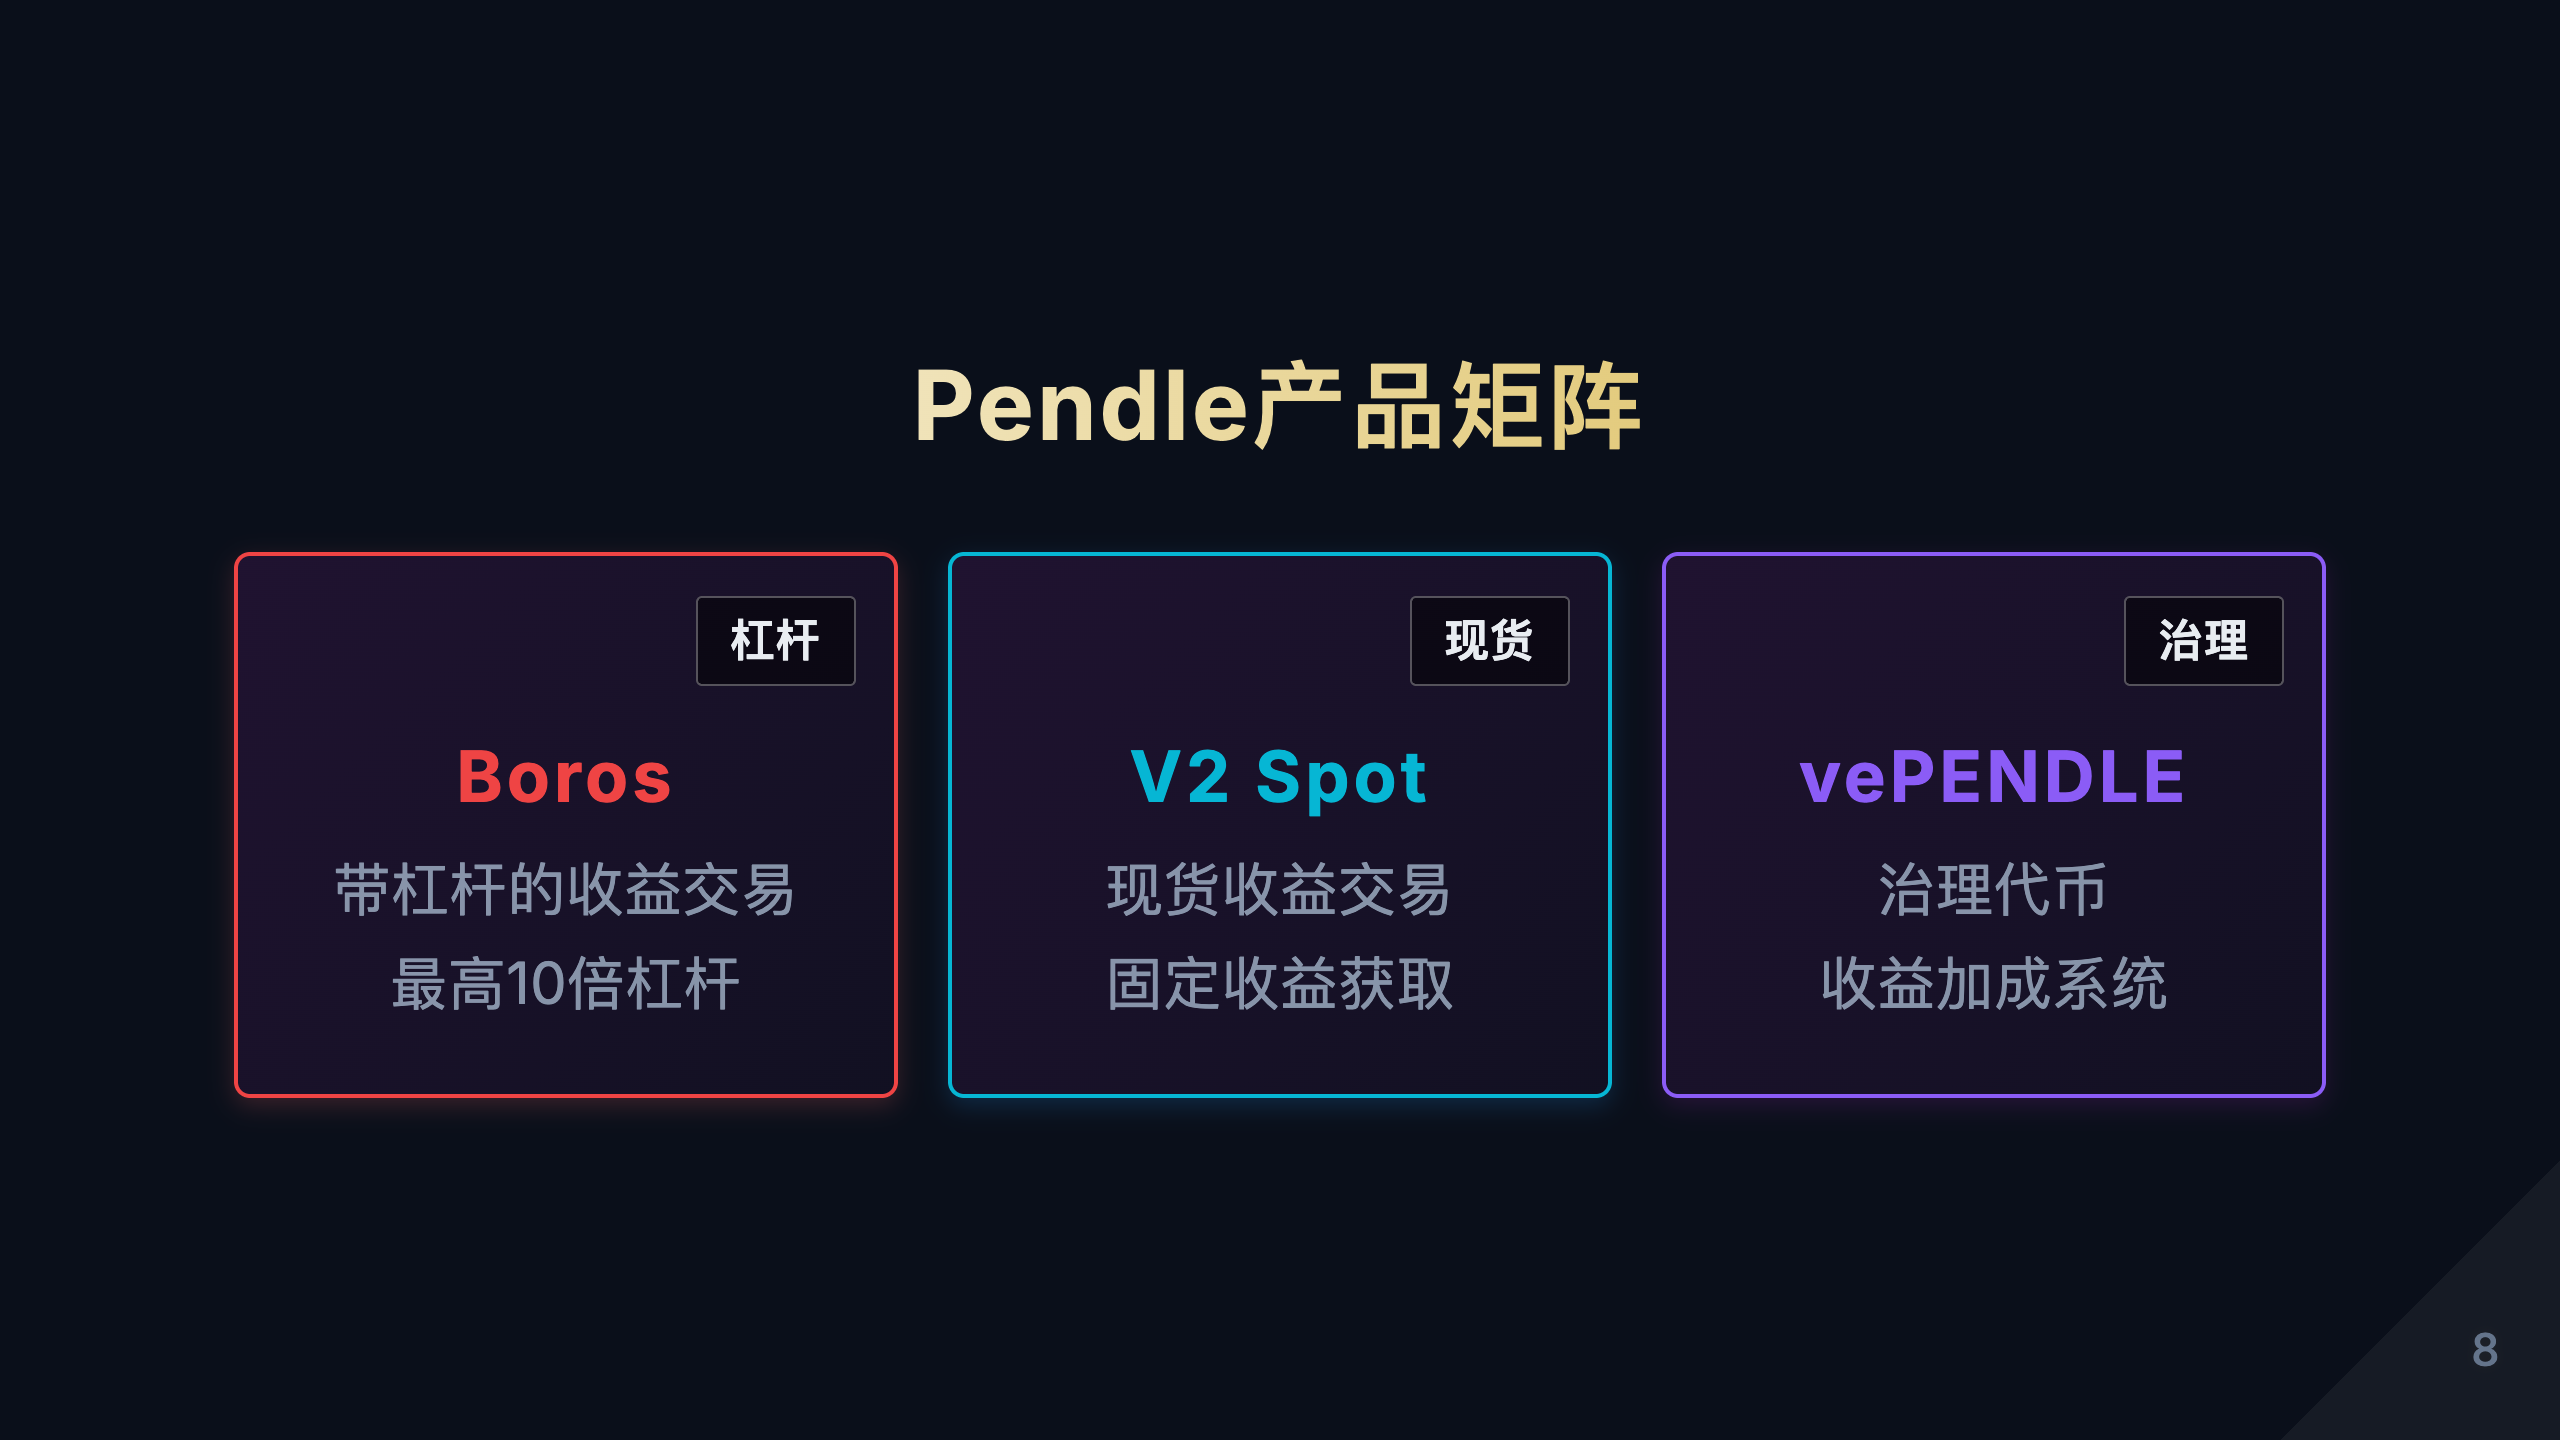 Pendle产品矩阵
杠杆
Boros
带杠杆的收益交易
最高10倍杠杆
现货
V2 Spot
现货收益交易
固定收益获取
治理
vePENDLE
治理代币
收益加成系统
8